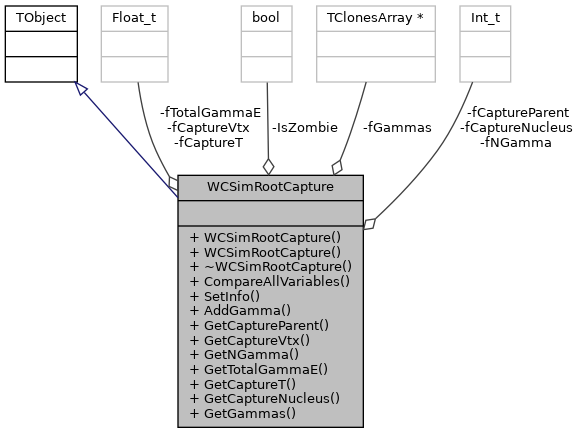 TObject
Float_t
bool
TClonesArray *
Int_t
-fTotalGammaE
-fCaptureVtx
-fCaptureT
-IsZombie
-fGammas
-fCaptureParent
-fCaptureNucleus
-fNGamma
WCSimRootCapture
+ WCSimRootCapture()
+ WCSimRootCapture()
+ ~WCSimRootCapture()
+ CompareAllVariables()
+ SetInfo()
+ AddGamma()
+ GetCaptureParent()
+ GetCaptureVtx()
+ GetNGamma()
+ GetTotalGammaE()
+ GetCaptureT()
+ GetCaptureNucleus()
+ GetGammas()